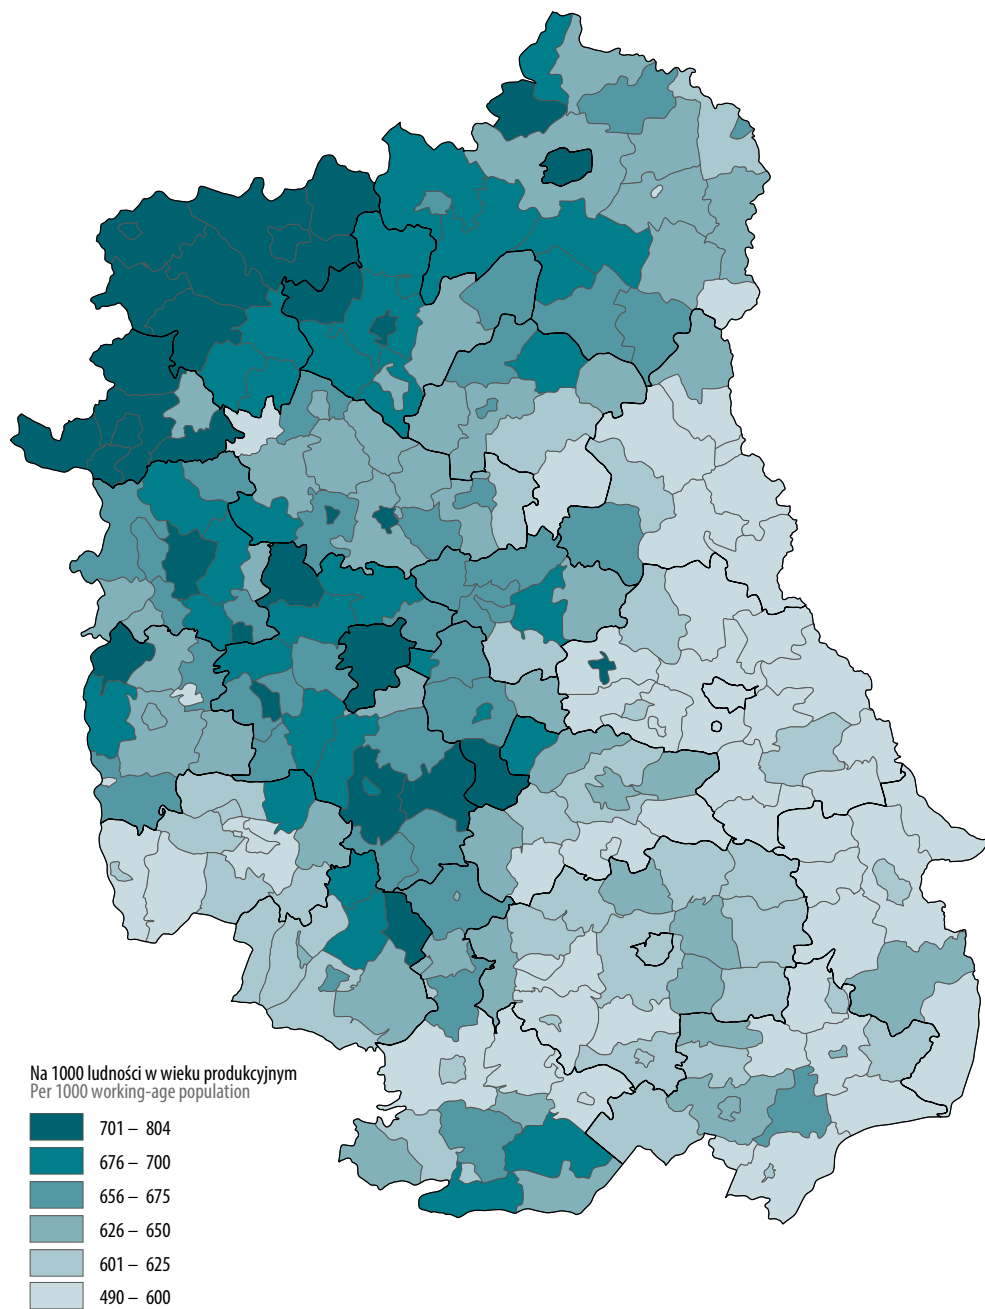 Na 1000 ludności w wieku produkcyjnym
Per 1000 working-age population
701 – 804
676 – 700
656 – 675
626 – 650
601 – 625
490 – 600